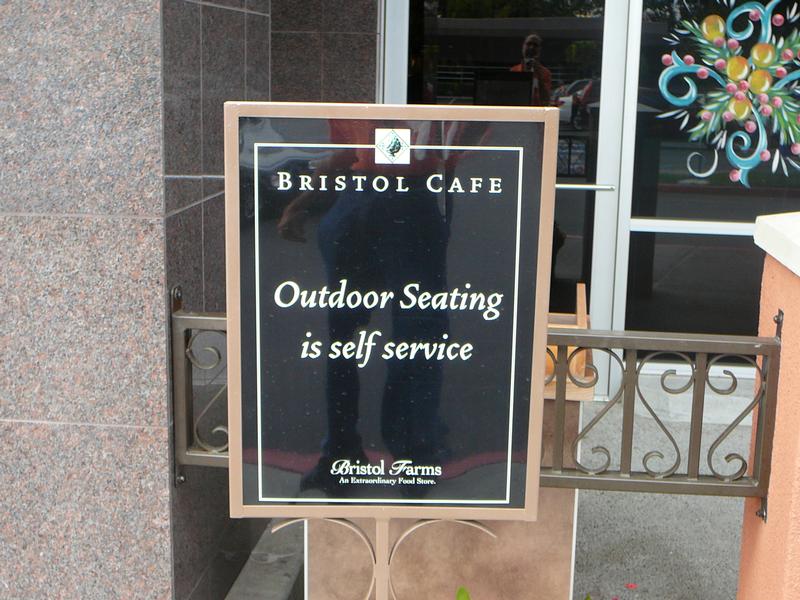 BRISTOL CAFE
Outdoor Seating
is self service
Bristol Farms
An Extraordinary Food Store.